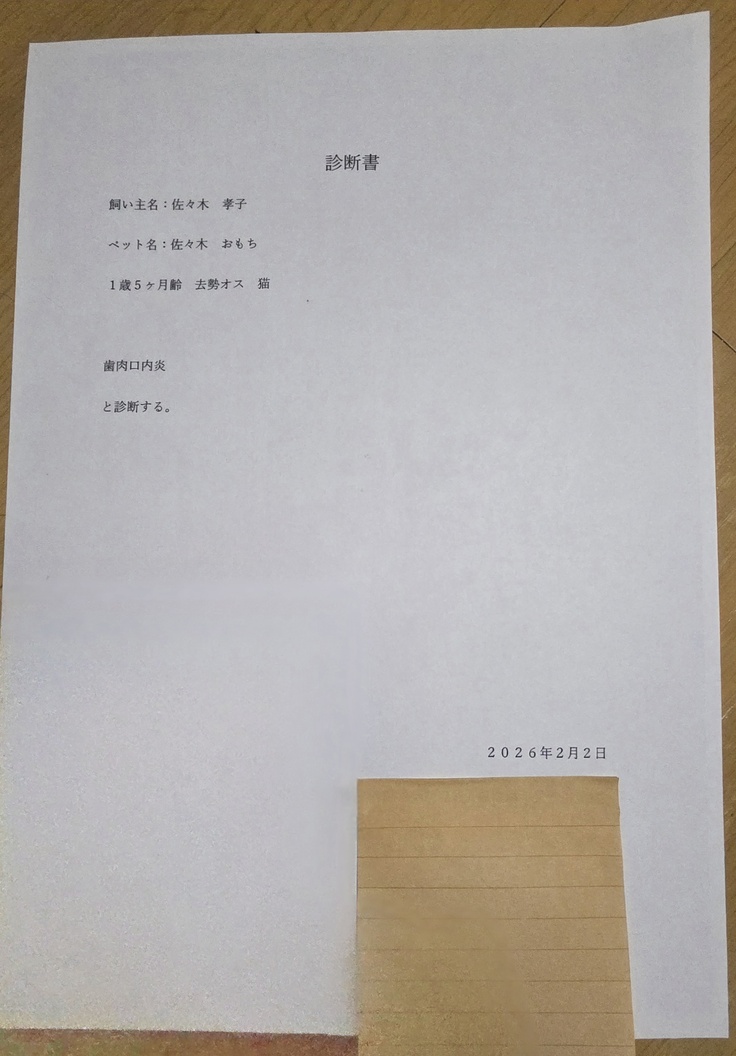 診断書
飼い主名：佐々木　孝子
ペット名：佐々木　おもち
１歳５ヶ月齢　去勢オス　猫
歯肉口内炎
と診断する。
２０２６年２月２日